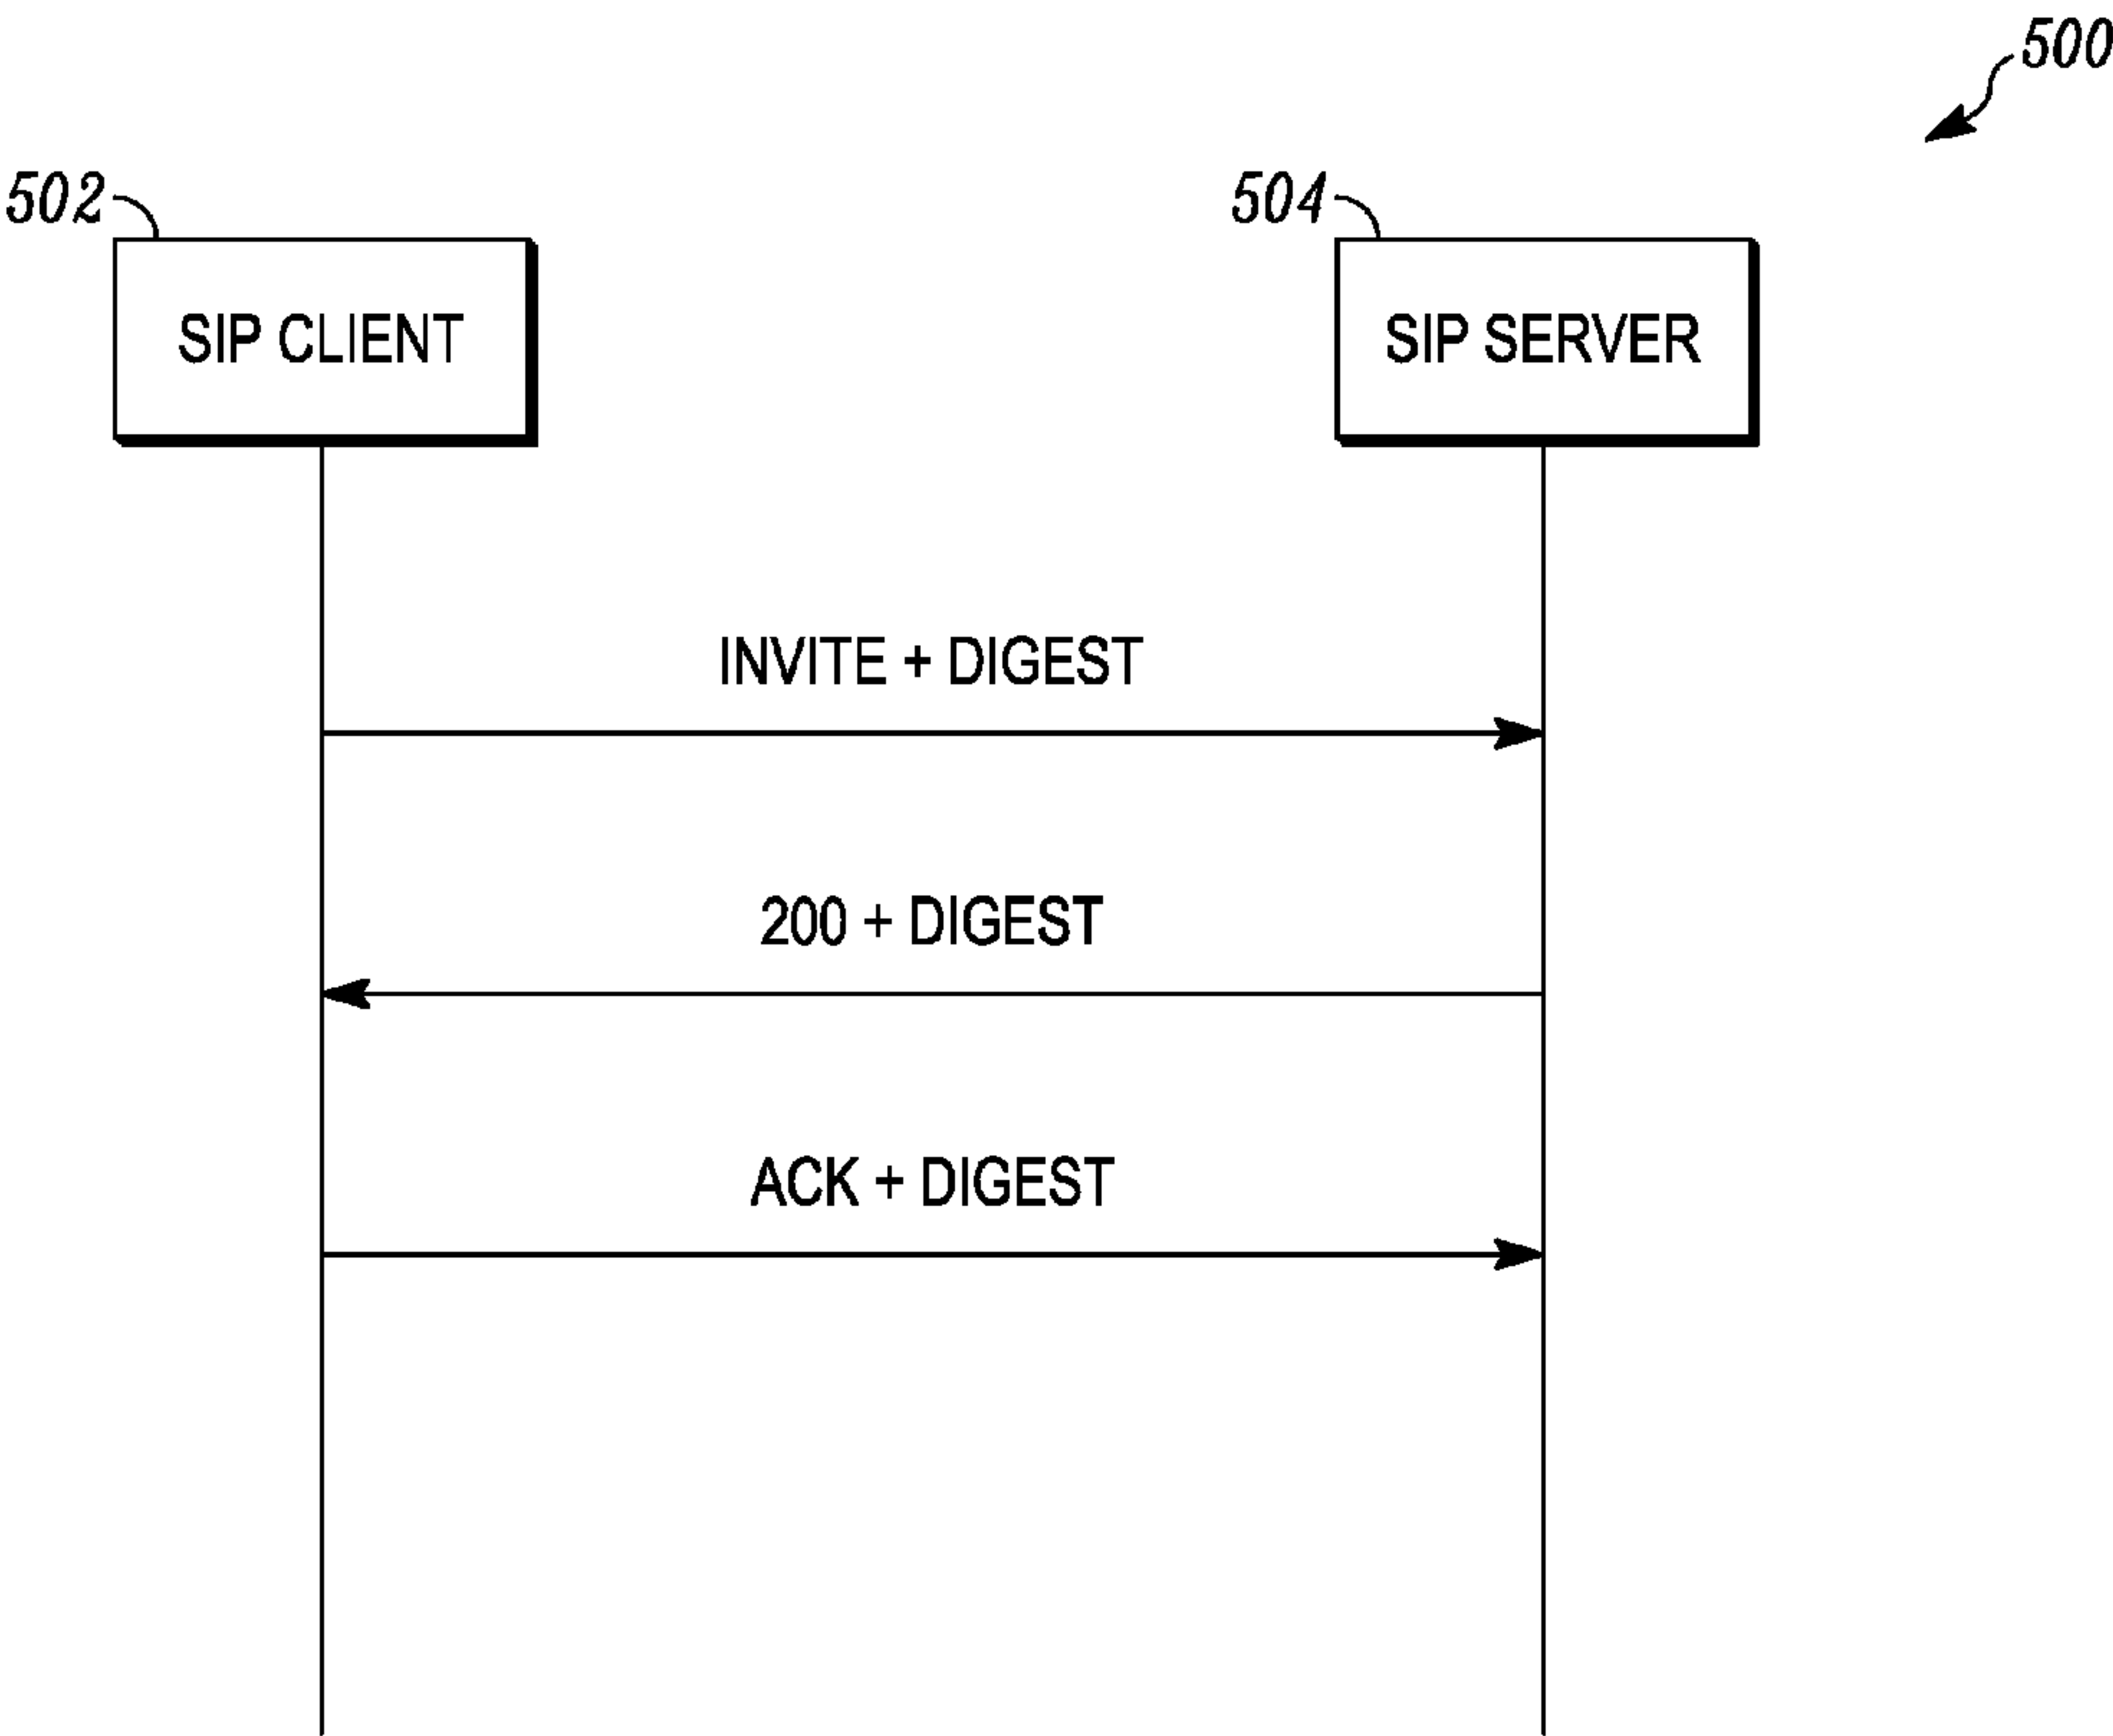 500
502
504
SIP CLIENT
SIP SERVER
INVITE + DIGEST
200 + DIGEST
ACK + DIGEST